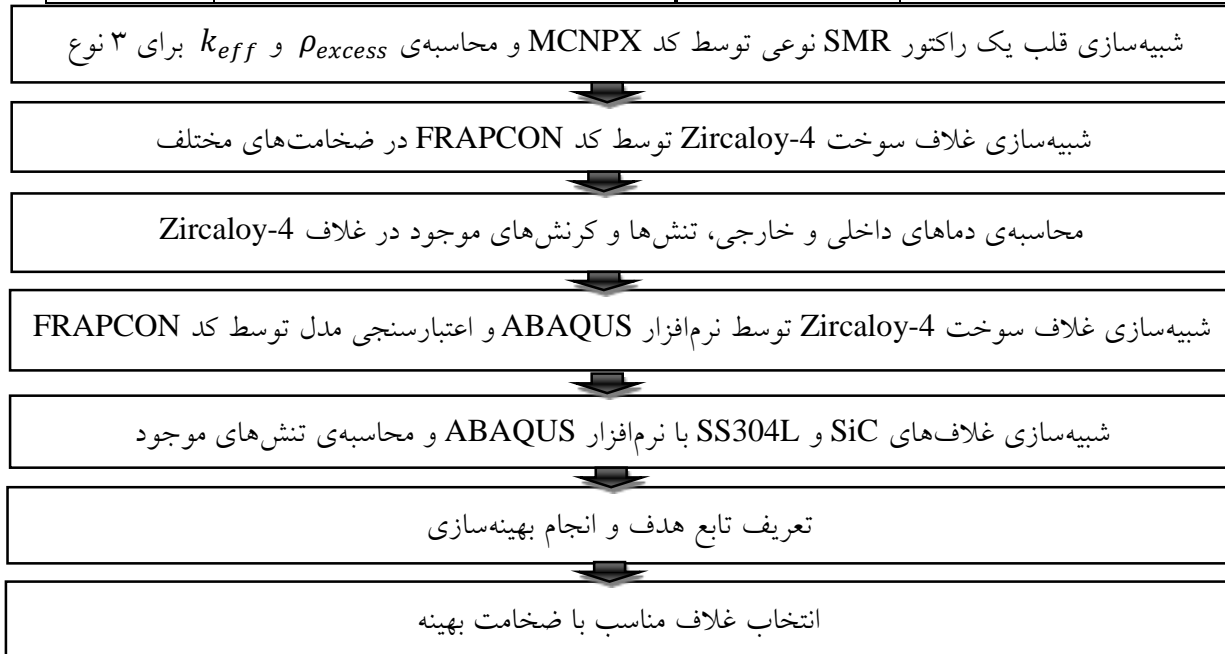 شبیه‌سازی قلب یک راکتور SMR نوعی توسط کد MCNPX و محاسبه‌ی ρ_excess و k_eff برای ۳ نوع
شبیه‌سازی غلاف سوخت Zircaloy-4 توسط کد FRAPCON در ضخامت‌های مختلف
محاسبه‌ی دماهای داخلی و خارجی، تنش‌ها و کرنش‌های موجود در غلاف Zircaloy-4
شبیه‌سازی غلاف سوخت Zircaloy-4 توسط نرم‌افزار ABAQUS و اعتبارسنجی مدل توسط کد FRAPCON
شبیه‌سازی غلاف‌های SiC و SS304L با نرم‌افزار ABAQUS و محاسبه‌ی تنش‌های موجود
تعریف تابع هدف و انجام بهینه‌سازی
انتخاب غلاف مناسب با ضخامت بهینه